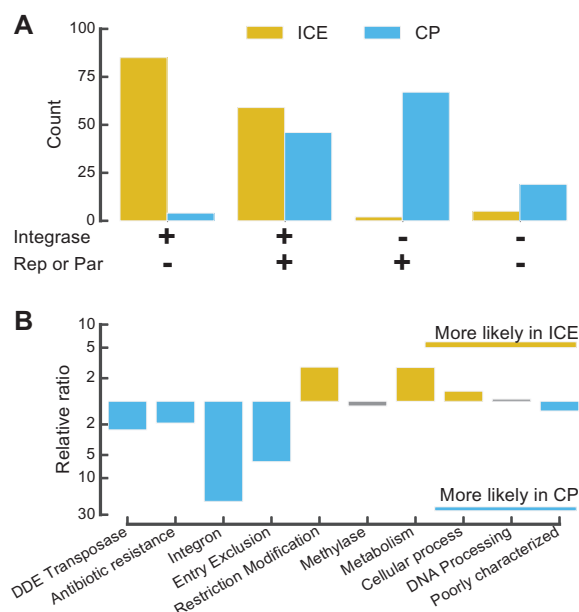 A
ICE
CP
100
75
50
25
0
Count
Integrase + + - -
Rep or Par - + + -
B
10
5
2
2
5
10
30
Relative ratio
More likely in ICE
More likely in CP
DDE Transposase
Antibiotic resistance
Integron
Entry Exclusion
Restriction Modification
Methylase
Metabolism
Cellular process
DNA Processing
Poorly characterized